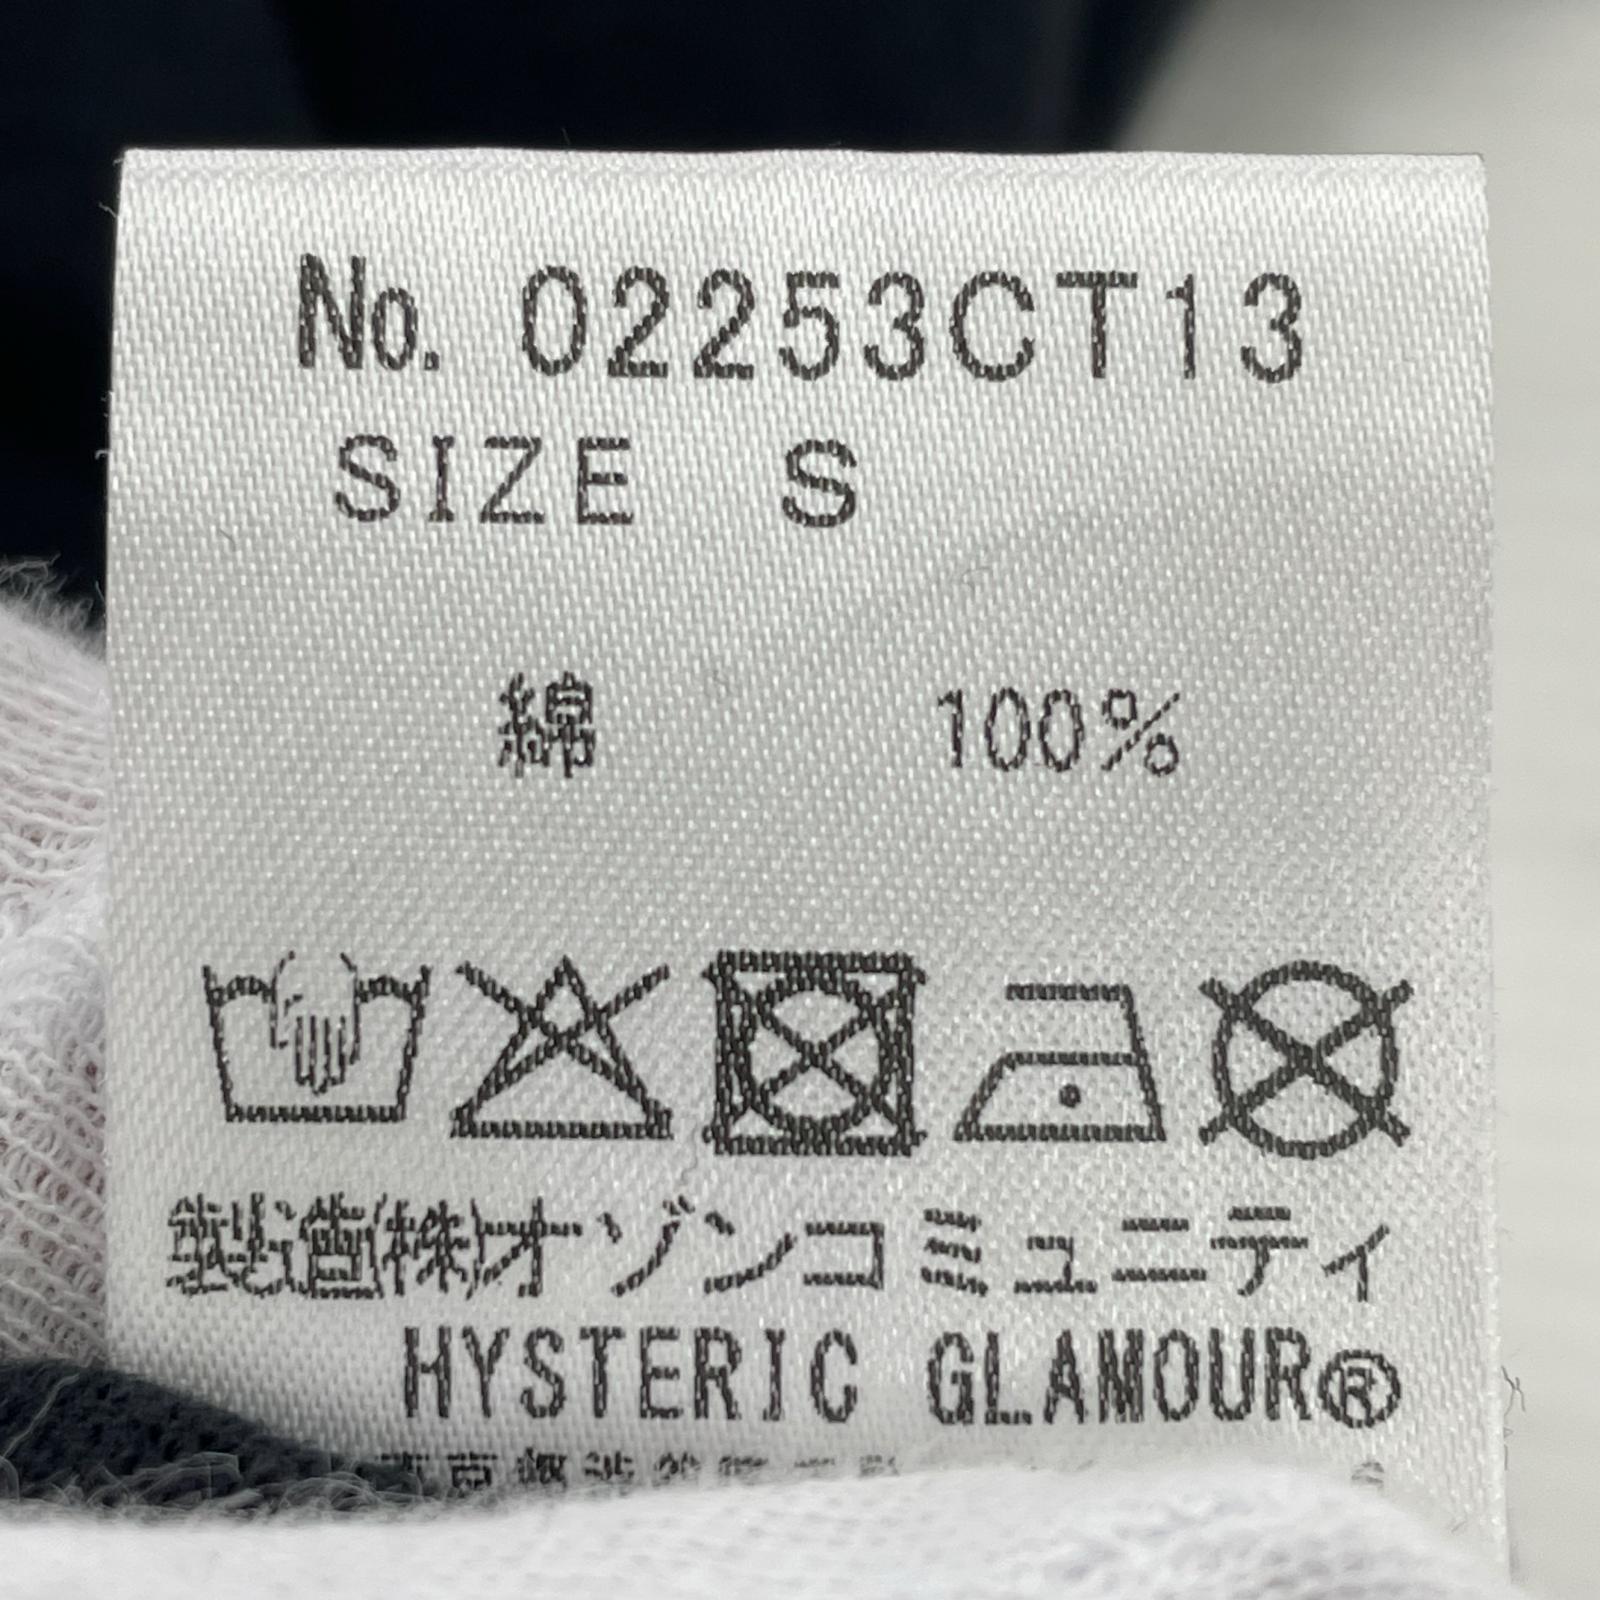 No. 02253CT13
SIZE S
綿 100%
製造(株)オゾンコミュニティ
HYSTERIC GLAMOUR®